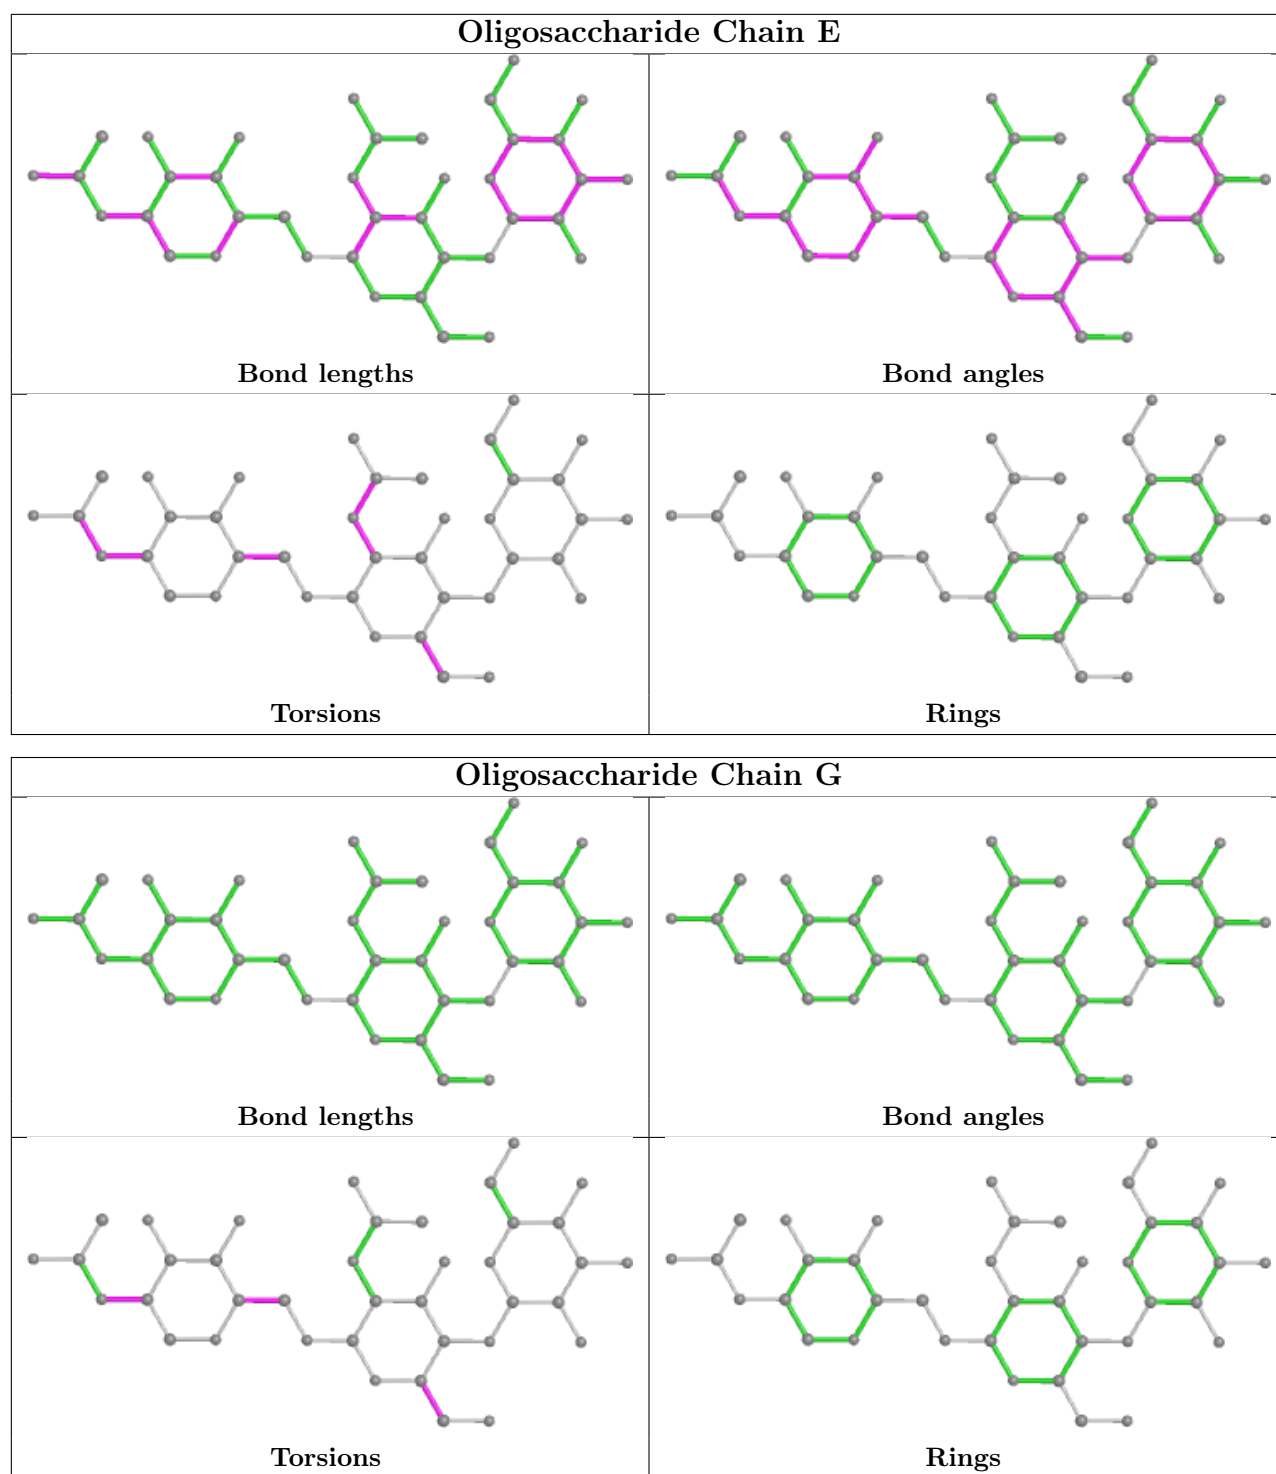 Oligosaccharide Chain E
Bond lengths
Bond angles
Torsions
Rings
Oligosaccharide Chain G
Bond lengths
Bond angles
Torsions
Rings